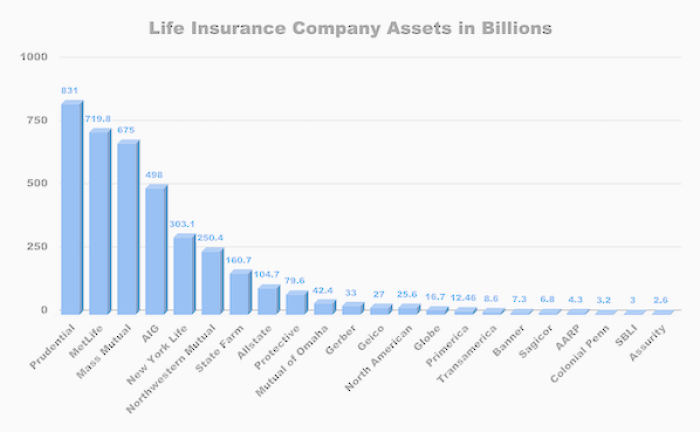 Life Insurance Company Assets in Billions
1000
750
500
250
0
831
719.8
675
498
303.1
250.4
160.7
104.7
79.6
42.4
33
27
25.6
16.7
12.46
8.6
7.3
6.8
4.3
3.2
3
2.6
Prudential
MetLife
Mass Mutual
AIG
New York Life
Northwestern Mutual
State Farm
Allstate
Protective
Mutual of Omaha
Gerber
Geico
North American
Globe
Primerica
Transamerica
Banner
Sagicor
AARP
Colonial Penn
SBLI
Assurity